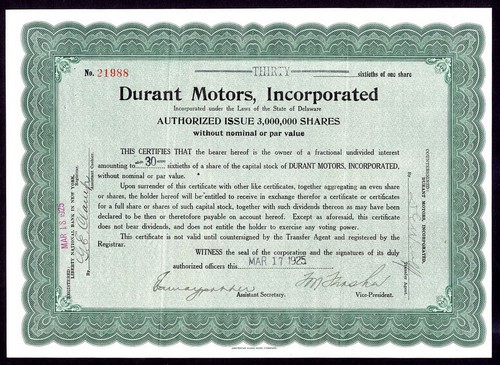 No. 21988
THIRTY sixtieths of one share
Durant Motors, Incorporated
Incorporated under the Laws of the State of Delaware
AUTHORIZED ISSUE 3,000,000 SHARES
without nominal or par value
THIS CERTIFIES THAT the bearer hereof is the owner of a fractional undivided interest
amounting to 30 sixtieths of a share of the capital stock of DURANT MOTORS, INCORPORATED,
without nominal or par value.
Upon surrender of this certificate with other like certificates, together aggregating an even share
or shares, the holder hereof will be entitled to receive in exchange therefor a certificate or certificates
for a full share or shares of such capital stock, together with such dividends thereon as may have been
declared to be then or theretofore payable on account hereof. Except as aforesaid, this certificate
does not bear dividends, and does not entitle the holder to exercise any voting power.
This certificate is not valid until countersigned by the Transfer Agent and registered by the
Registrar.
WITNESS the seal of the corporation and the signatures of its duly
authorized officers this MAR 17 1925
Assistant Secretary.
Vice-President.
REGISTERED: MAR 18 1925
LIBERTY NATIONAL BANK IN NEW YORK,
Registrar
By
Assistant Cashier.
COUNTERSIGNED:
DURANT MOTORS, INCORPORATED,
By
Transfer Agent